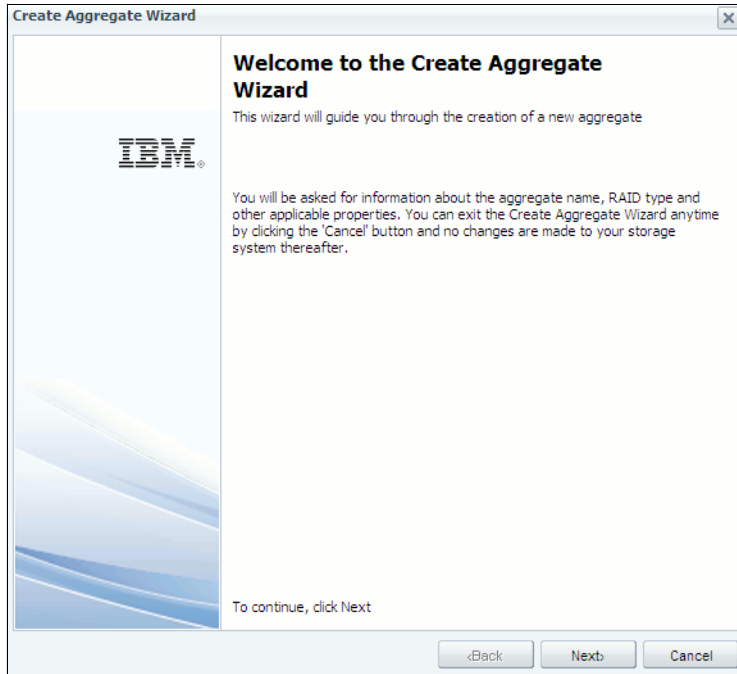 Create Aggregate Wizard
Welcome to the Create Aggregate
Wizard
This wizard will guide you through the creation of a new aggregate
IBM
You will be asked for information about the aggregate name, RAID type and
other applicable properties. You can exit the Create Aggregate Wizard anytime
by clicking the 'Cancel' button and no changes are made to your storage
system thereafter.
To continue, click Next
‹Back
Next›
Cancel